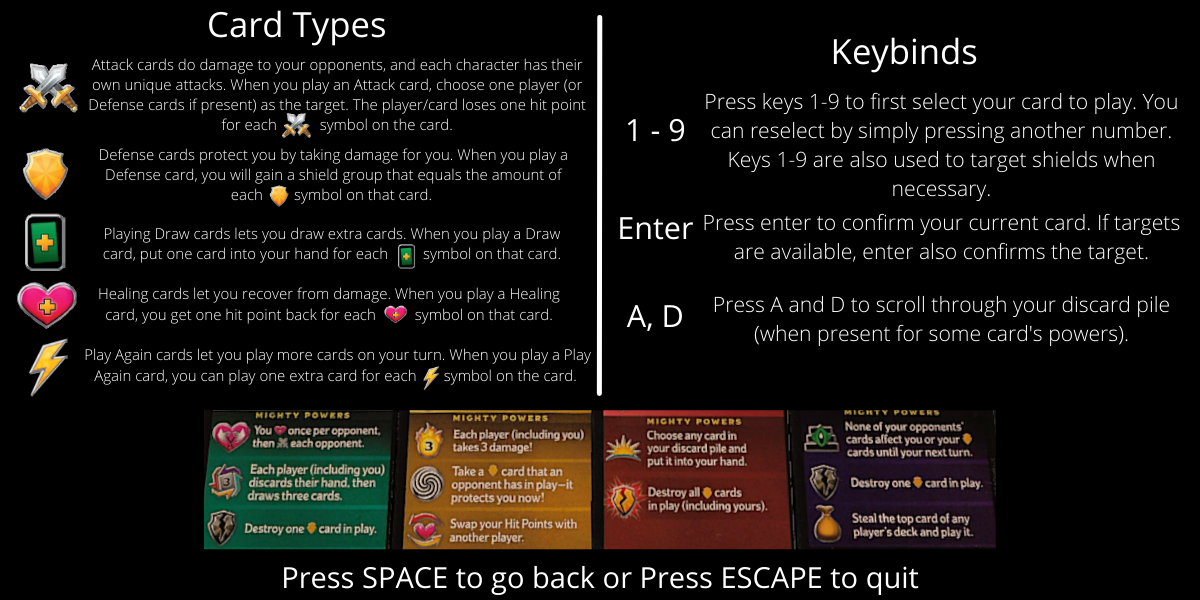 Card Types
Attack cards do damage to your opponents, and each character has their
own unique attacks. When you play an Attack card, choose one player (or
Defense cards if present) as the target. The player/card loses one hit point
for each symbol on the card.
Defense cards protect you by taking damage for you. When you play a
Defense card, you will gain a shield group that equals the amount of
each symbol on that card.
Playing Draw cards lets you draw extra cards. When you play a Draw
card, put one card into your hand for each symbol on that card.
Healing cards let you recover from damage. When you play a Healing
card, you get one hit point back for each symbol on that card.
Play Again cards let you play more cards on your turn. When you play a Play
Again card, you can play one extra card for each symbol on the card.
Keybinds
1 - 9
Press keys 1-9 to first select your card to play. You
can reselect by simply pressing another number.
Keys 1-9 are also used to target shields when
necessary.
Enter
Press enter to confirm your current card. If targets
are available, enter also confirms the target.
A, D
Press A and D to scroll through your discard pile
(when present for some card's powers).
MIGHTY POWERS
You once per opponent,
then each opponent.
Each player (including you)
discards their hand, then
draws three cards.
Destroy one card in play.
MIGHTY POWERS
3
Each player (including you)
takes 3 damage!
Take a card that an
opponent has in play—it
protects you now!
Swap your Hit Points with
another player.
MIGHTY POWERS
Choose any card in
your discard pile and
put it into your hand.
Destroy all cards
in play (including yours).
MIGHTY POWERS
None of your opponents'
cards affect you or your
cards until your next turn.
Destroy one card in play.
Steal the top card of any
player's deck and play it.
Press SPACE to go back or Press ESCAPE to quit